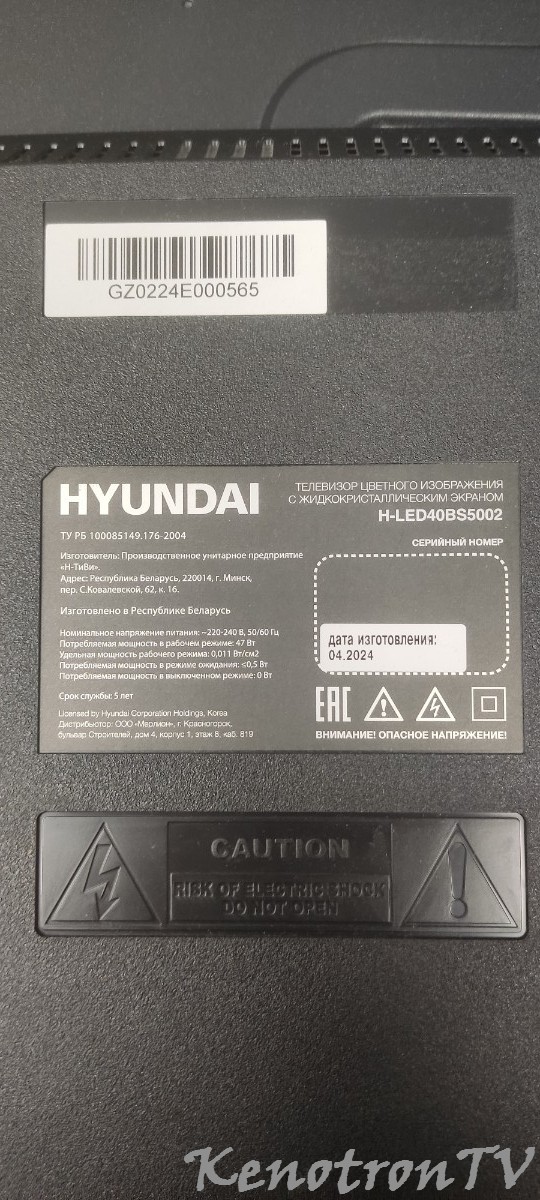 GZ0224E000565
HYUNDAI
ТЕЛЕВИЗОР ЦВЕТНОГО ИЗОБРАЖЕНИЯ
С ЖИДКОКРИСТАЛЛИЧЕСКИМ ЭКРАНОМ
H-LED40BS5002
ТУ РБ 100085149.176-2004
СЕРИЙНЫЙ НОМЕР
Изготовитель: Производственное унитарное предприятие
«Н-ТиВи».
Адрес: Республика Беларусь, 220014, г. Минск,
пер. С.Ковалевской, 62, к. 16.
Изготовлено в Республике Беларусь
Номинальное напряжение питания: ~220-240 В, 50/60 Гц
Потребляемая мощность в рабочем режиме: 47 Вт
Удельная мощность рабочего режима: 0,011 Вт/см2
Потребляемая мощность в режиме ожидания: ≤0,5 Вт
Потребляемая мощность в выключенном режиме: 0 Вт
Срок службы: 5 лет
дата изготовления:
04.2024
Licensed by Hyundai Corporation Holdings, Korea
Дистрибьютор: ООО «Мерлион», г. Красногорск,
бульвар Строителей, дом 4, корпус 1, этаж 8, каб. 819
EAC
ВНИМАНИЕ! ОПАСНОЕ НАПРЯЖЕНИЕ!
CAUTION
RISK OF ELECTRIC SHOCK
DO NOT OPEN
KenotronTV